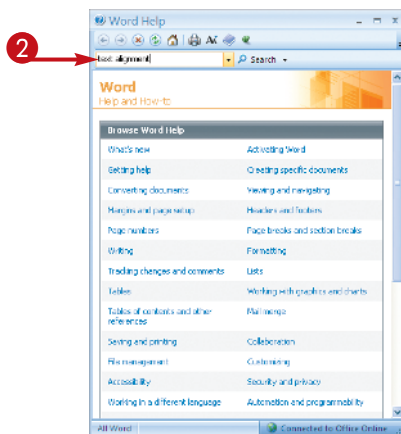 Word Help
2
text alignment
Search
Word
Help and How-to
Browse Word Help
What's new Activating Word
Getting help Creating specific documents
Converting documents Viewing and navigating
Margins and page setup Headers and footers
Page numbers Page breaks and section breaks
Writing Formatting
Tracking changes and comments Lists
Tables Working with graphics and charts
Tables of contents and other Mail merge
references
Saving and printing Collaboration
File management Customizing
Accessibility Security and privacy
Working in a different language Automation and programmability
All Word Connected to Office Online